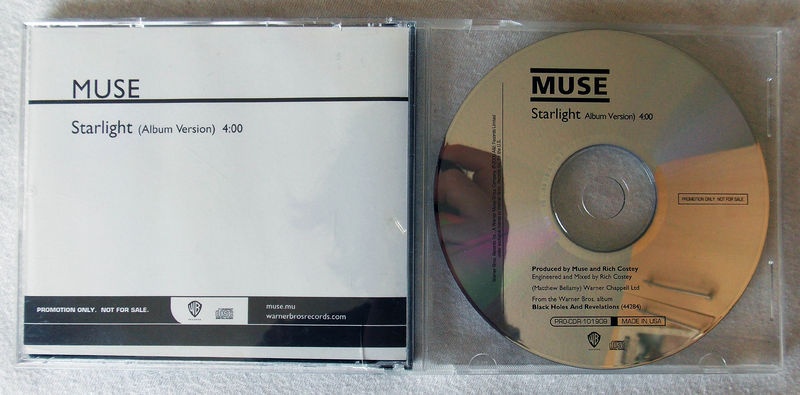 MUSE
Starlight (Album Version) 4:00
PROMOTION ONLY. NOT FOR SALE.
muse.mu
warnerbrosrecords.com
MUSE
Starlight Album Version) 4:00
PROMOTION ONLY NOT FOR SALE.
Produced by Muse and Rich Costey
Engineered and Mixed by Rich Costey
(Matthew Bellamy) Warner Chappell Ltd
From the Warner Bros. album
Black Holes And Revelations (44284)
PRO-CDR-101909 MADE IN USA